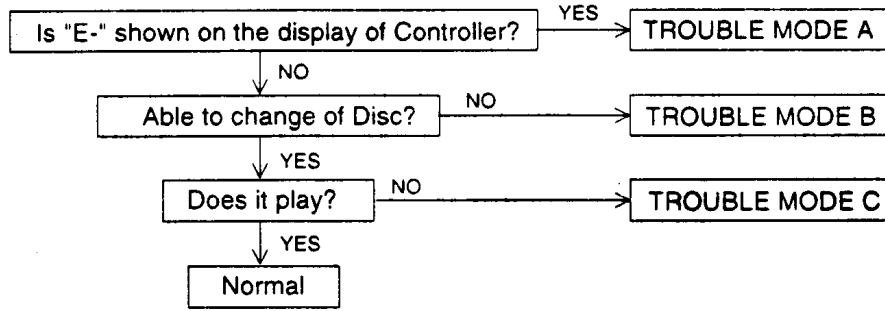 Is "E-" shown on the display of Controller?
YES
TROUBLE MODE A
NO
Able to change of Disc?
NO
TROUBLE MODE B
YES
Does it play?
NO
TROUBLE MODE C
YES
Normal